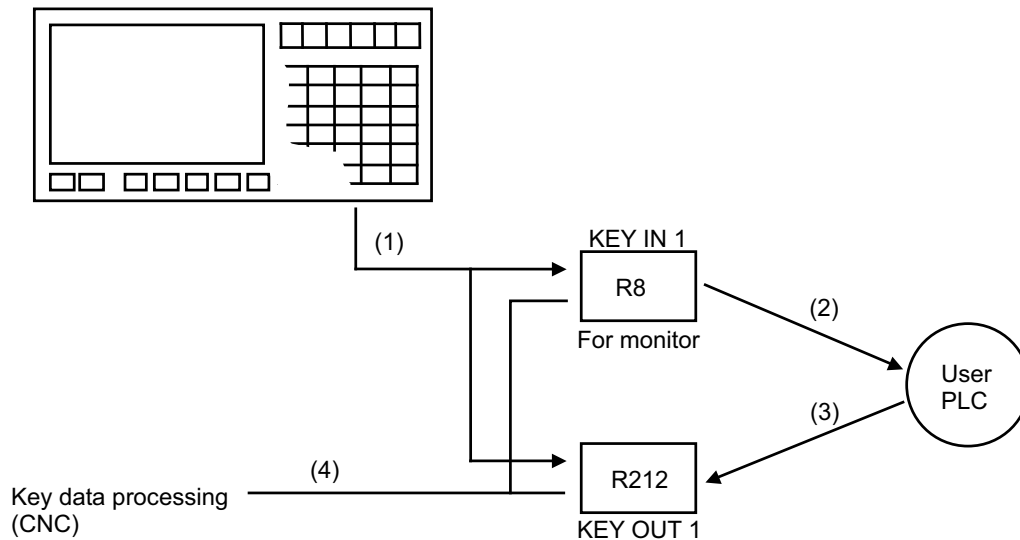 (1)
KEY IN 1
R8
For monitor
(2)
User
PLC
(3)
R212
KEY OUT 1
(4)
Key data processing
(CNC)